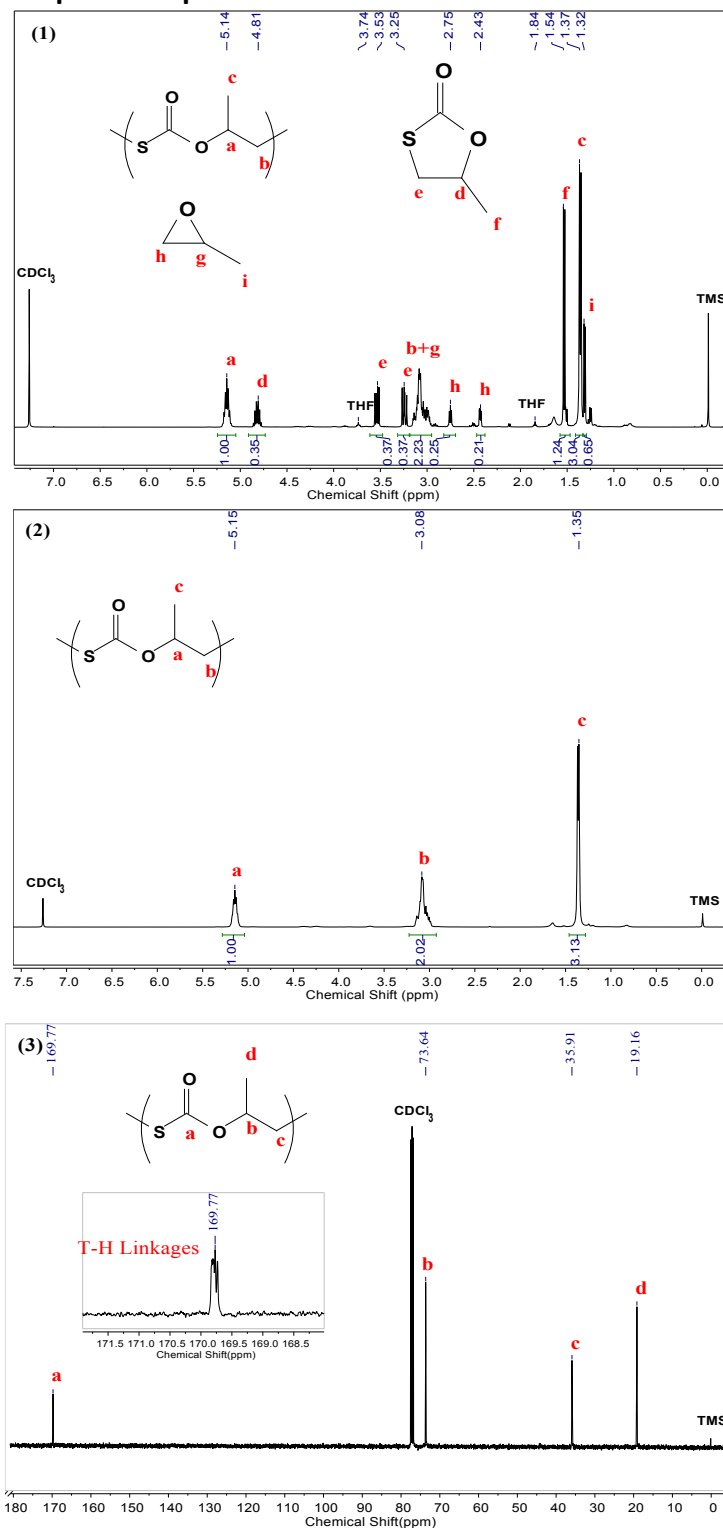 (1)
5.14
4.81
3.74
3.53
3.25
2.75
2.43
1.84
1.54
1.37
1.32
O
c
S
O
a
b
O
S
O
e
d
f
O
h
g
i
CDCl3
a
d
THF
e
e
b+g
h
h
THF
f
c
i
TMS
1.00
0.35
0.37
0.37
2.23
0.25
0.21
1.24
3.04
0.65
7.0 6.5 6.0 5.5 5.0 4.5 4.0 3.5 3.0 2.5 2.0 1.5 1.0 0.5 0.0
Chemical Shift (ppm)
(2)
5.15
3.08
1.35
O
c
S
O
a
b
CDCl3
a
b
c
TMS
1.00
2.02
3.13
7.5 7.0 6.5 6.0 5.5 5.0 4.5 4.0 3.5 3.0 2.5 2.0 1.5 1.0 0.5 0.0
Chemical Shift (ppm)
(3)
169.77
73.64
35.91
19.16
O
d
S
a
O
b
c
CDCl3
169.77
T-H Linkages
171.5 171.0 170.5 170.0 169.5 169.0 168.5
Chemical Shift(ppm)
a
b
c
d
TMS
180 170 160 150 140 130 120 110 100 90 80 70 60 50 40 30 20 10 0
Chemical Shift(ppm)